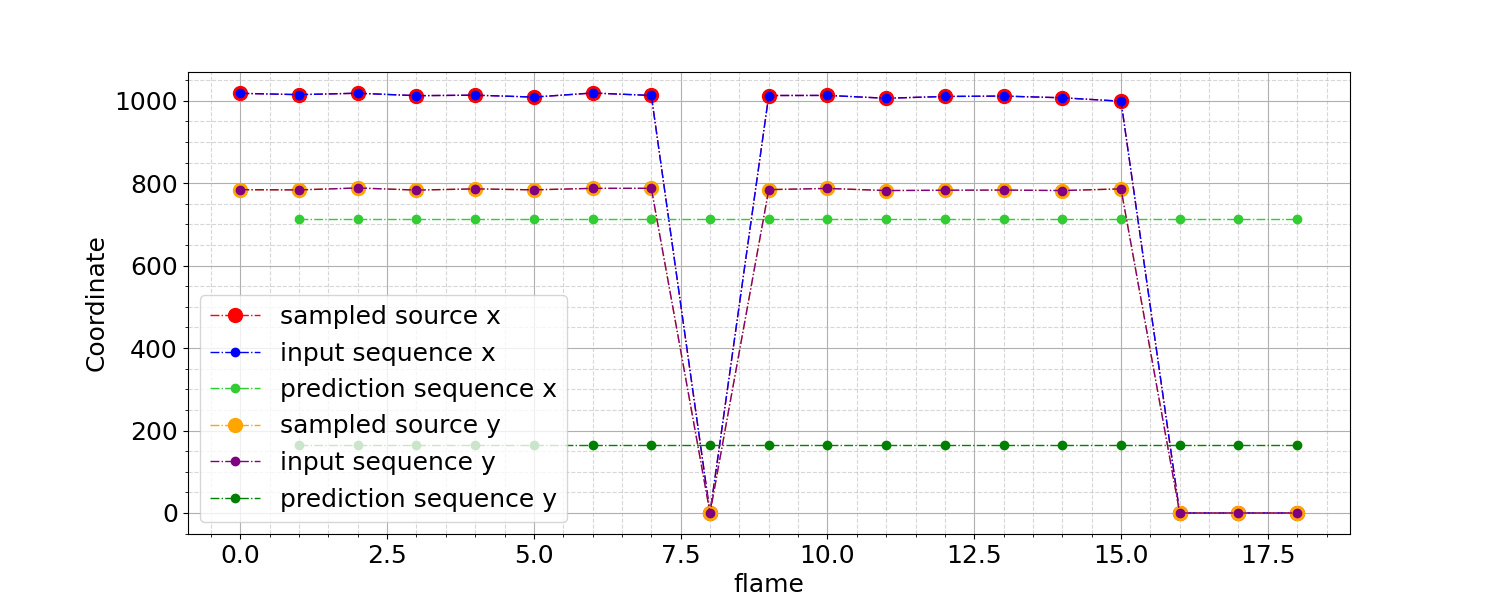 1000
800
600
400
200
0
Coordinate
sampled source x
input sequence x
prediction sequence x
sampled source y
input sequence y
prediction sequence y
0.0 2.5 5.0 7.5 10.0 12.5 15.0 17.5
flame